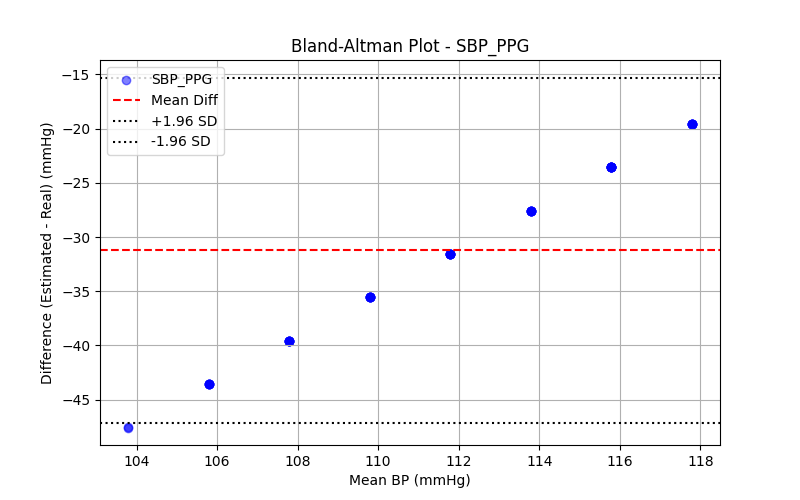 Bland-Altman Plot - SBP_PPG
SBP_PPG
Mean Diff
+1.96 SD
-1.96 SD
−15
−20
−25
−30
−35
−40
−45
Difference (Estimated - Real) (mmHg)
104 106 108 110 112 114 116 118
Mean BP (mmHg)